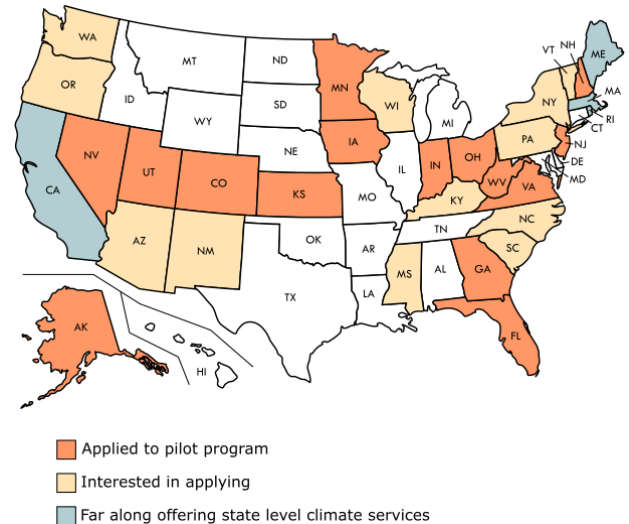 WA
MT
ND
MN
VT
NH
ME
OR
ID
SD
WI
MI
NY
MA
WY
RI
CT
IA
NE
PA
NJ
NV
UT
CO
IL
IN
OH
DE
MD
CA
KS
MO
WV
VA
KY
AZ
NM
OK
AR
TN
NC
SC
MS
AL
GA
TX
LA
AK
HI
FL
Applied to pilot program
Interested in applying
Far along offering state level climate services